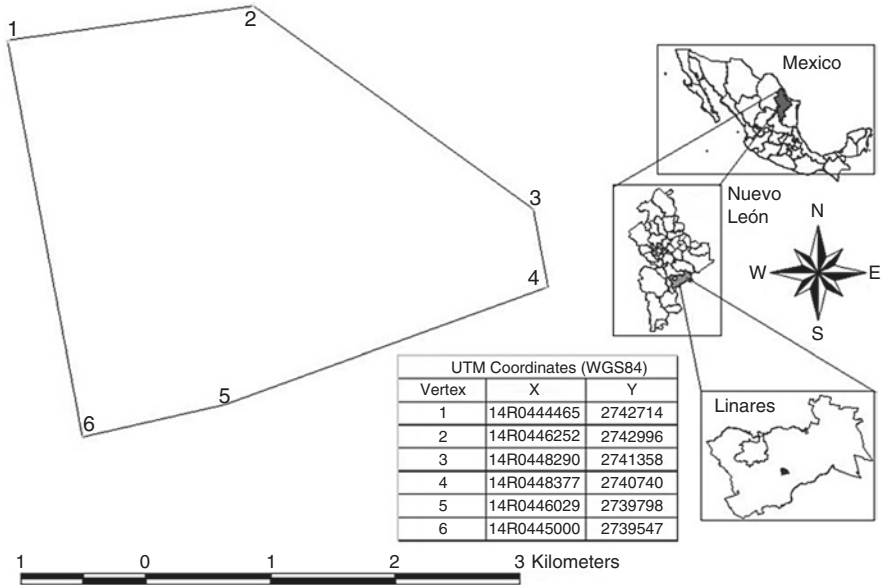 1
2
3
4
5
6
Mexico
Nuevo
León
N
W E
S
Linares
UTM Coordinates (WGS84)
Vertex X Y
1 14R0444465 2742714
2 14R0446252 2742996
3 14R0448290 2741358
4 14R0448377 2740740
5 14R0446029 2739798
6 14R0445000 2739547
1 0 1 2 3 Kilometers